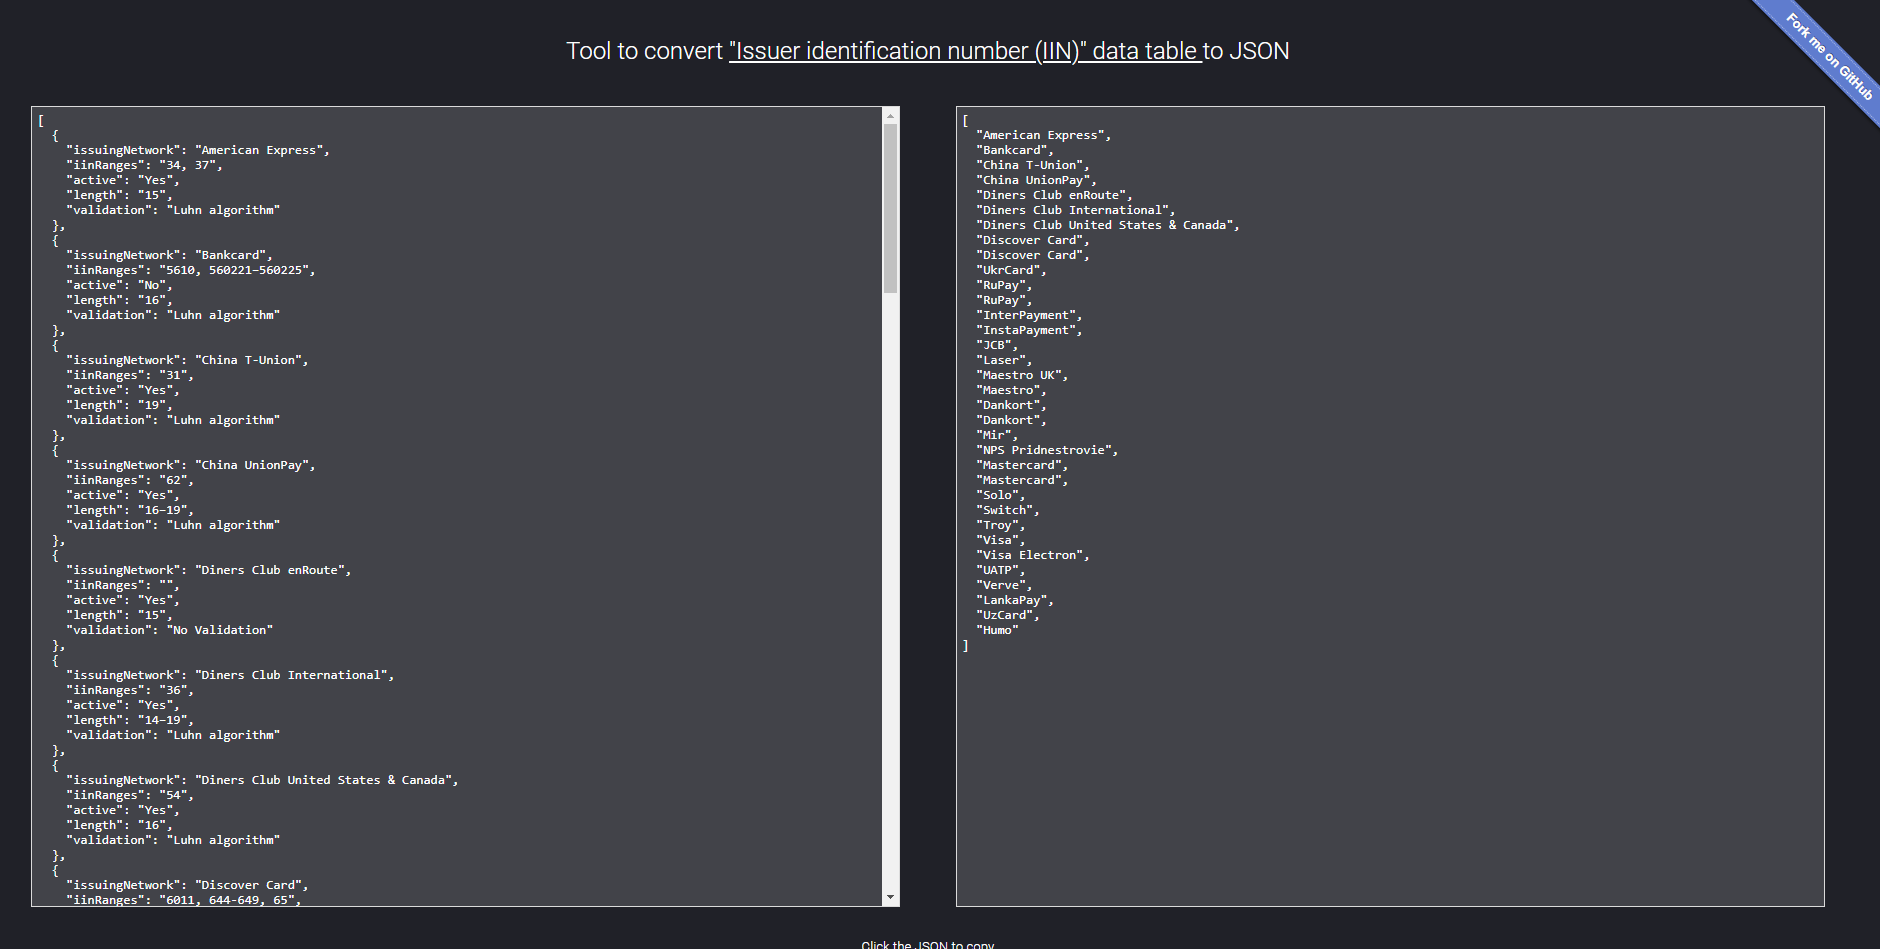 Fork me on GitHub
Tool to convert "Issuer identification number (IIN)" data table to JSON
[
  {
    "issuingNetwork": "American Express",
    "iinRanges": "34, 37",
    "active": "Yes",
    "length": "15",
    "validation": "Luhn algorithm"
  },
  {
    "issuingNetwork": "Bankcard",
    "iinRanges": "5610, 560221–560225",
    "active": "No",
    "length": "16",
    "validation": "Luhn algorithm"
  },
  {
    "issuingNetwork": "China T-Union",
    "iinRanges": "31",
    "active": "Yes",
    "length": "19",
    "validation": "Luhn algorithm"
  },
  {
    "issuingNetwork": "China UnionPay",
    "iinRanges": "62",
    "active": "Yes",
    "length": "16–19",
    "validation": "Luhn algorithm"
  },
  {
    "issuingNetwork": "Diners Club enRoute",
    "iinRanges": "",
    "active": "Yes",
    "length": "15",
    "validation": "No Validation"
  },
  {
    "issuingNetwork": "Diners Club International",
    "iinRanges": "36",
    "active": "Yes",
    "length": "14–19",
    "validation": "Luhn algorithm"
  },
  {
    "issuingNetwork": "Diners Club United States & Canada",
    "iinRanges": "54",
    "active": "Yes",
    "length": "16",
    "validation": "Luhn algorithm"
  },
  {
    "issuingNetwork": "Discover Card",
    "iinRanges": "6011, 644-649, 65",
[
  "American Express",
  "Bankcard",
  "China T-Union",
  "China UnionPay",
  "Diners Club enRoute",
  "Diners Club International",
  "Diners Club United States & Canada",
  "Discover Card",
  "Discover Card",
  "UkrCard",
  "RuPay",
  "RuPay",
  "InterPayment",
  "InstaPayment",
  "JCB",
  "Laser",
  "Maestro UK",
  "Maestro",
  "Dankort",
  "Dankort",
  "Mir",
  "NPS Pridnestrovie",
  "Mastercard",
  "Mastercard",
  "Solo",
  "Switch",
  "Troy",
  "Visa",
  "Visa Electron",
  "UATP",
  "Verve",
  "LankaPay",
  "UzCard",
  "Humo"
]
Click the JSON to copy